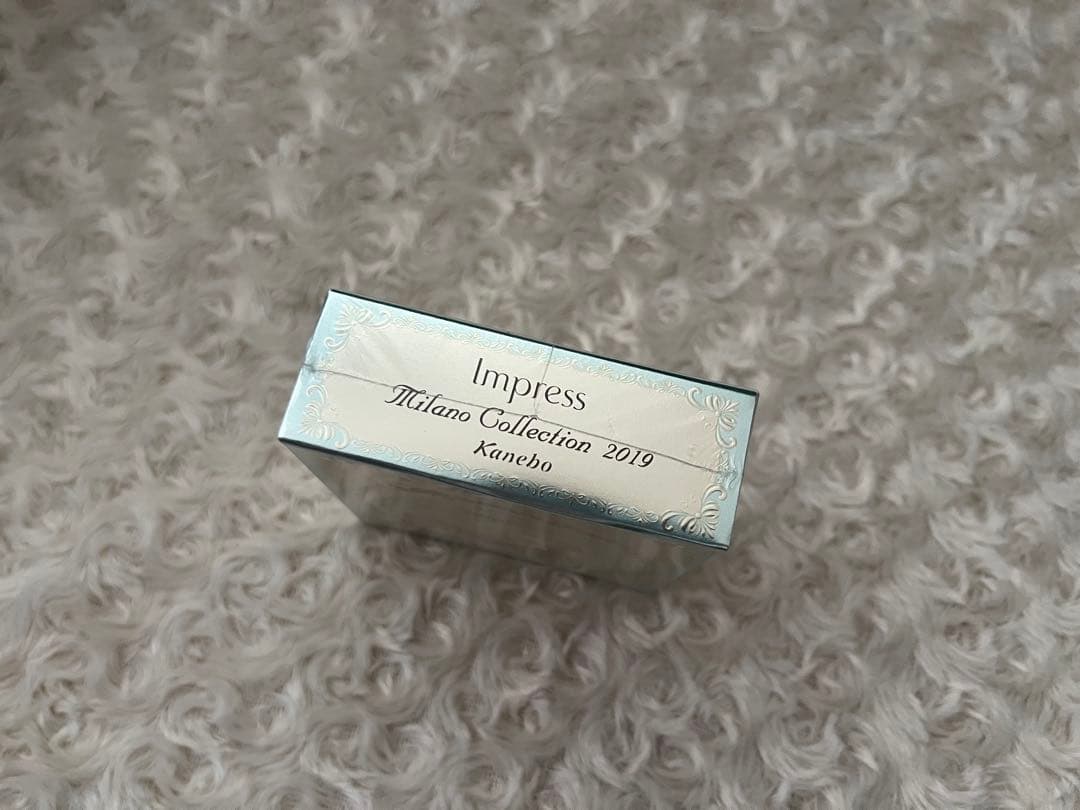 Impress
Milano Collection 2019
Kanebo